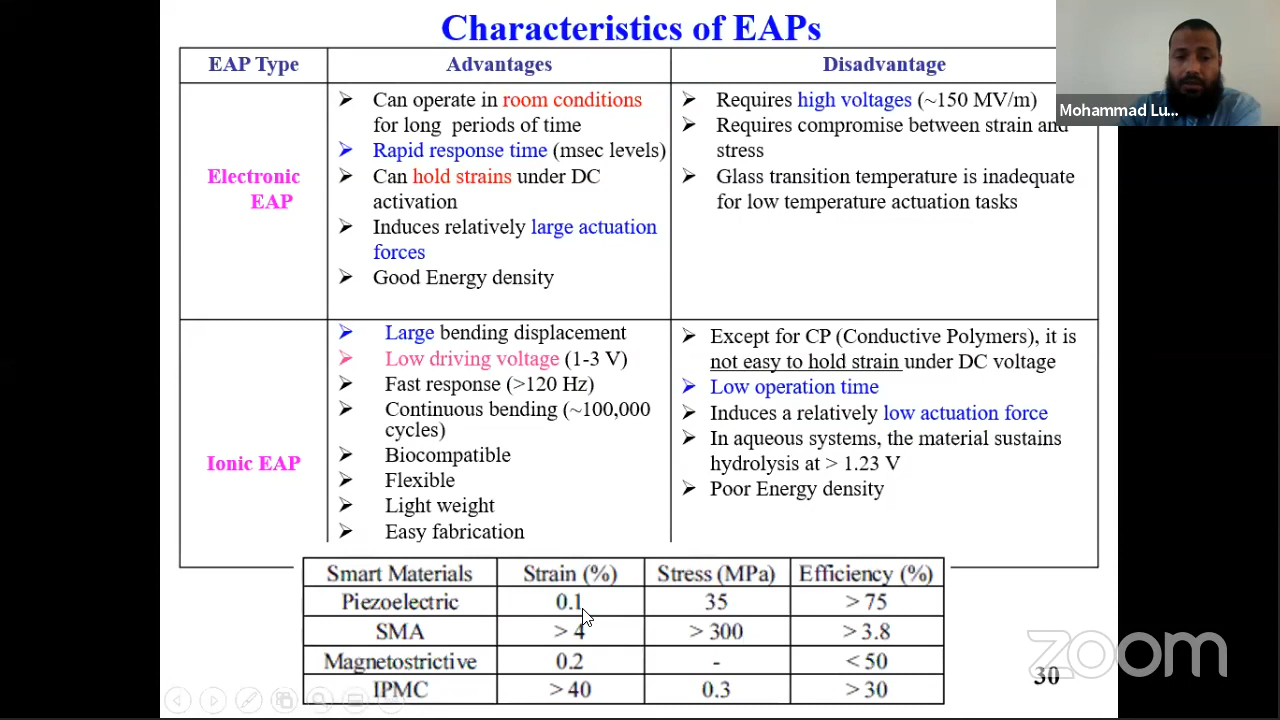 Characteristics of EAPs
EAP Type
Advantages
Disadvantage
Electronic
EAP
➢ Can operate in room conditions
for long periods of time
➢ Rapid response time (msec levels)
➢ Can hold strains under DC
activation
➢ Induces relatively large actuation
forces
➢ Good Energy density
➢ Requires high voltages (~150 MV/m)
➢ Requires compromise between strain and
stress
➢ Glass transition temperature is inadequate
for low temperature actuation tasks
Ionic EAP
➢ Large bending displacement
➢ Low driving voltage (1-3 V)
➢ Fast response (>120 Hz)
➢ Continuous bending (~100,000
cycles)
➢ Biocompatible
➢ Flexible
➢ Light weight
➢ Easy fabrication
➢ Except for CP (Conductive Polymers), it is
not easy to hold strain under DC voltage
➢ Low operation time
➢ Induces a relatively low actuation force
➢ In aqueous systems, the material sustains
hydrolysis at > 1.23 V
➢ Poor Energy density
Smart Materials Strain (%) Stress (MPa) Efficiency (%)
Piezoelectric 0.1 35 > 75
SMA > 4 > 300 > 3.8
Magnetostrictive 0.2 - < 50
IPMC > 40 0.3 > 30
30
Mohammad Lu...
zoom